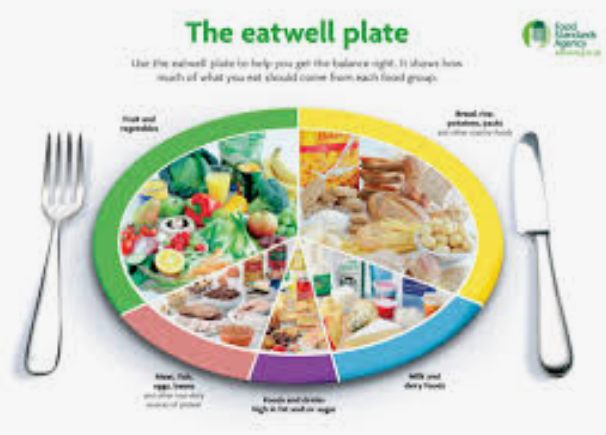 The eatwell plate
Food
Standards
Agency
Use the eatwell plate to help you get the balance right. It shows how
much of what you eat should come from each food group.
Fruit and
vegetables
Bread, rice,
potatoes, pasta
and other starchy foods
Meat, fish,
eggs, beans
and other non-dairy
sources of protein
Foods and drinks
high in fat and/or sugar
Milk and
dairy foods